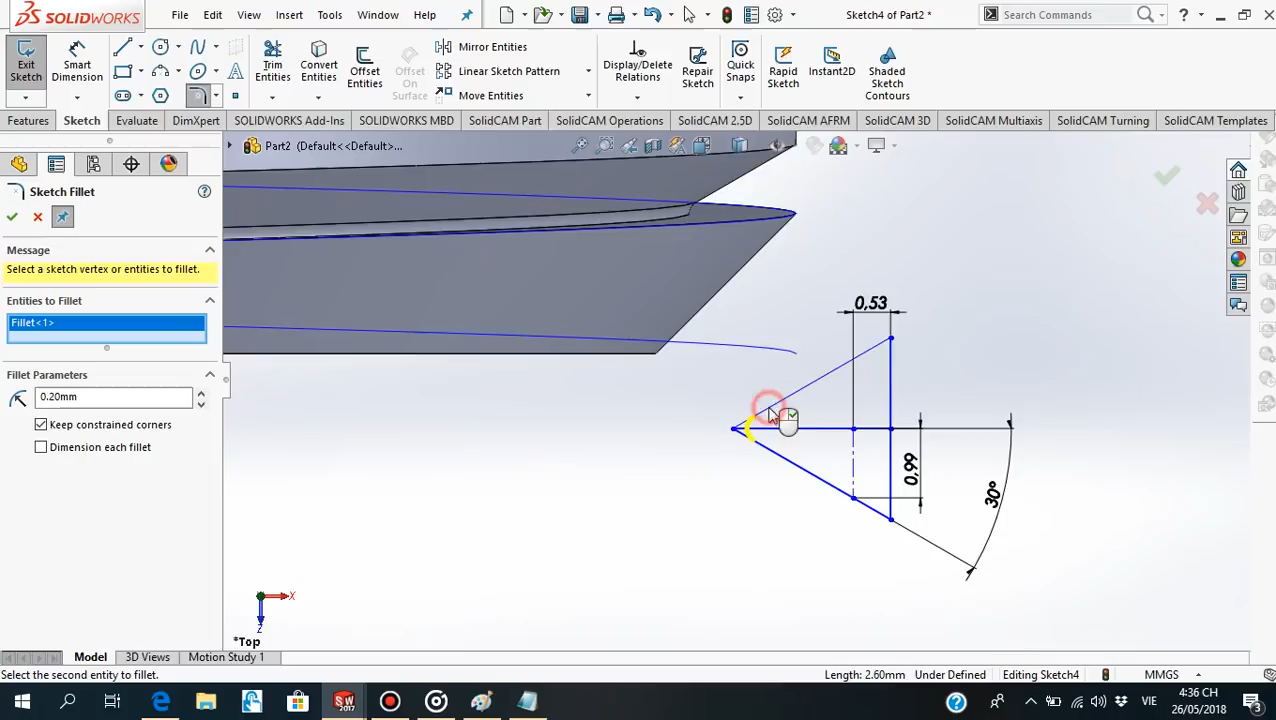 SOLIDWORKS File Edit View Insert Tools Window Help Sketch4 of Part2 * Search Commands
Exit Sketch
Smart Dimension
Trim Entities
Convert Entities
Offset Entities
Offset On Surface
Mirror Entities
Linear Sketch Pattern
Move Entities
Display/Delete Relations
Repair Sketch
Quick Snaps
Rapid Sketch
Instant2D
Shaded Sketch Contours
Features Sketch Evaluate DimXpert SOLIDWORKS Add-Ins SOLIDWORKS MBD SolidCAM Part SolidCAM Operations SolidCAM 2.5D SolidCAM AFRM SolidCAM 3D SolidCAM Multiaxis SolidCAM Turning SolidCAM Templates
Part2 (Default<<Default>...
Sketch Fillet
Message
Select a sketch vertex or entities to fillet.
Entities to Fillet
Fillet<1>
Fillet Parameters
0.20mm
Keep constrained corners
Dimension each fillet
0,53
0,99
30°
X
Z
*Top
Model 3D Views Motion Study 1
Select the second entity to fillet. Length: 2.60mm Under Defined Editing Sketch4 MMGS
SW 2017
VIE
4:36 CH
26/05/2018
3